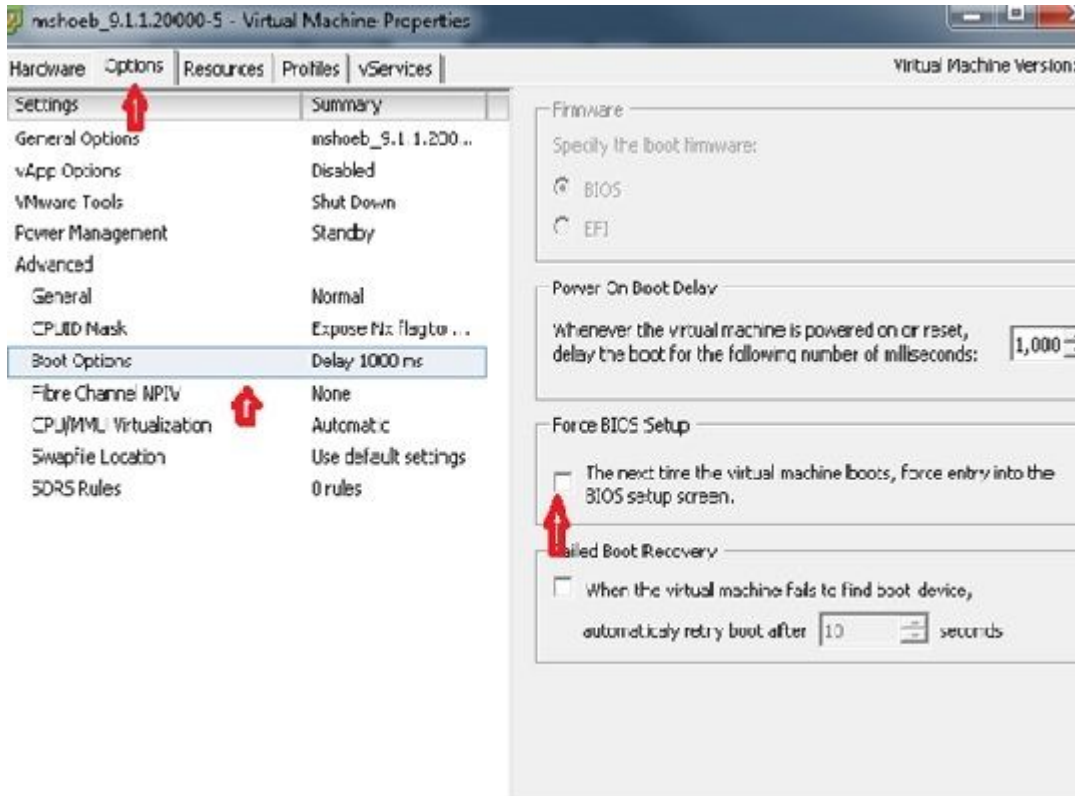 mshoeb_9.1.1.20000-5 - Virtual Machine Properties
Hardware Options Resources Profiles vServices Virtual Machine Version:
Settings Summary
General Options mshoeb_9.1.1.200...
vApp Options Disabled
VMware Tools Shut Down
Power Management Standby
Advanced
General Normal
CPUID Mask Expose Nx flag to ...
Boot Options Delay 1000 ms
Fibre Channel NPIV None
CPU/MMU Virtualization Automatic
Swapfile Location Use default settings
SDRS Rules 0 rules
Firmware
Specify the boot firmware:
BIOS
EFI
Power On Boot Delay
Whenever the virtual machine is powered on or reset,
delay the boot for the following number of milliseconds: 1,000
Force BIOS Setup
The next time the virtual machine boots, force entry into the
BIOS setup screen.
Failed Boot Recovery
When the virtual machine fails to find boot device,
automaticaly retry boot after 10 seconds